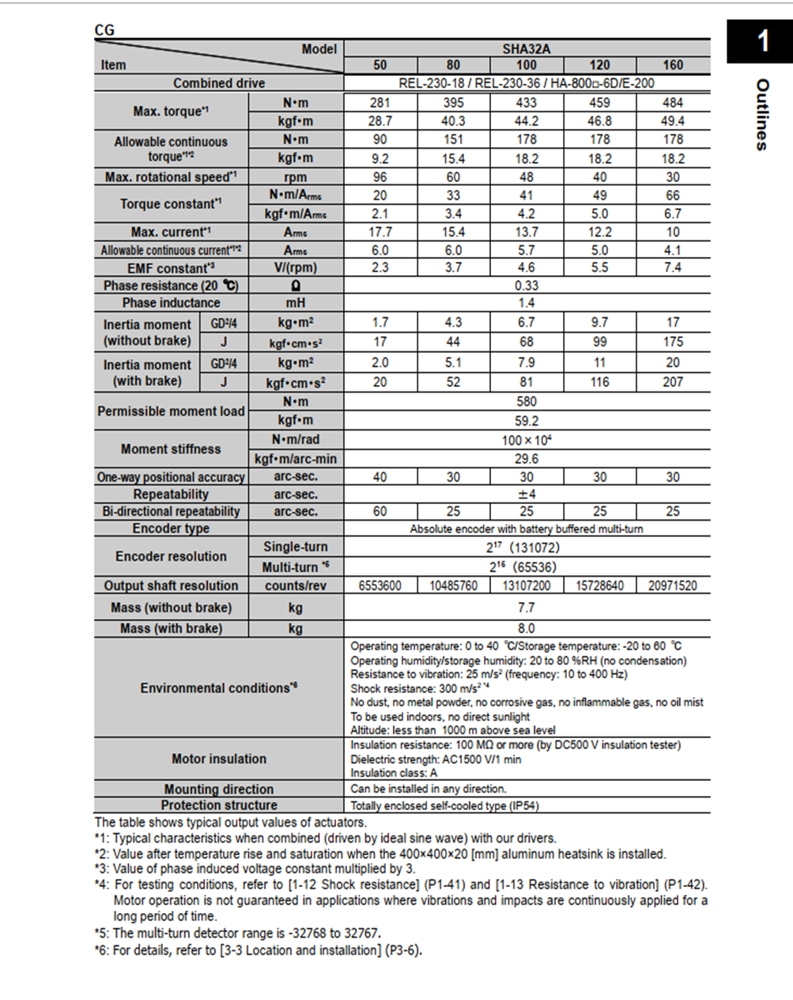 CG
1
Outlines
Model SHA32A
Item 50 80 100 120 160
Combined drive REL-230-18 / REL-230-36 / HA-800□-6D/E-200
Max. torque*1 N•m 281 395 433 459 484
kgf•m 28.7 40.3 44.2 46.8 49.4
Allowable continuous torque*1*2 N•m 90 151 178 178 178
kgf•m 9.2 15.4 18.2 18.2 18.2
Max. rotational speed*1 rpm 96 60 48 40 30
Torque constant*1 N•m/Arms 20 33 41 49 66
kgf•m/Arms 2.1 3.4 4.2 5.0 6.7
Max. current*1 Arms 17.7 15.4 13.7 12.2 10
Allowable continuous current*1*2 Arms 6.0 6.0 5.7 5.0 4.1
EMF constant*3 V/(rpm) 2.3 3.7 4.6 5.5 7.4
Phase resistance (20 ℃) Ω 0.33
Phase inductance mH 1.4
Inertia moment (without brake) GD²/4 kg•m² 1.7 4.3 6.7 9.7 17
J kgf•cm•s² 17 44 68 99 175
Inertia moment (with brake) GD²/4 kg•m² 2.0 5.1 7.9 11 20
J kgf•cm•s² 20 52 81 116 207
Permissible moment load N•m 580
kgf•m 59.2
Moment stiffness N•m/rad 100 × 10⁴
kgf•m/arc-min 29.6
One-way positional accuracy arc-sec. 40 30 30 30 30
Repeatability arc-sec. ±4
Bi-directional repeatability arc-sec. 60 25 25 25 25
Encoder type Absolute encoder with battery buffered multi-turn
Encoder resolution Single-turn 2¹⁷ (131072)
Multi-turn *5 2¹⁶ (65536)
Output shaft resolution counts/rev 6553600 10485760 13107200 15728640 20971520
Mass (without brake) kg 7.7
Mass (with brake) kg 8.0
Environmental conditions*6
Operating temperature: 0 to 40 ℃/Storage temperature: -20 to 60 ℃
Operating humidity/storage humidity: 20 to 80 %RH (no condensation)
Resistance to vibration: 25 m/s² (frequency: 10 to 400 Hz)
Shock resistance: 300 m/s² *4
No dust, no metal powder, no corrosive gas, no inflammable gas, no oil mist
To be used indoors, no direct sunlight
Altitude: less than 1000 m above sea level
Motor insulation
Insulation resistance: 100 MΩ or more (by DC500 V insulation tester)
Dielectric strength: AC1500 V/1 min
Insulation class: A
Mounting direction Can be installed in any direction.
Protection structure Totally enclosed self-cooled type (IP54)
The table shows typical output values of actuators.
*1: Typical characteristics when combined (driven by ideal sine wave) with our drivers.
*2: Value after temperature rise and saturation when the 400×400×20 [mm] aluminum heatsink is installed.
*3: Value of phase induced voltage constant multiplied by 3.
*4: For testing conditions, refer to [1-12 Shock resistance] (P1-41) and [1-13 Resistance to vibration] (P1-42).
Motor operation is not guaranteed in applications where vibrations and impacts are continuously applied for a
long period of time.
*5: The multi-turn detector range is -32768 to 32767.
*6: For details, refer to [3-3 Location and installation] (P3-6).